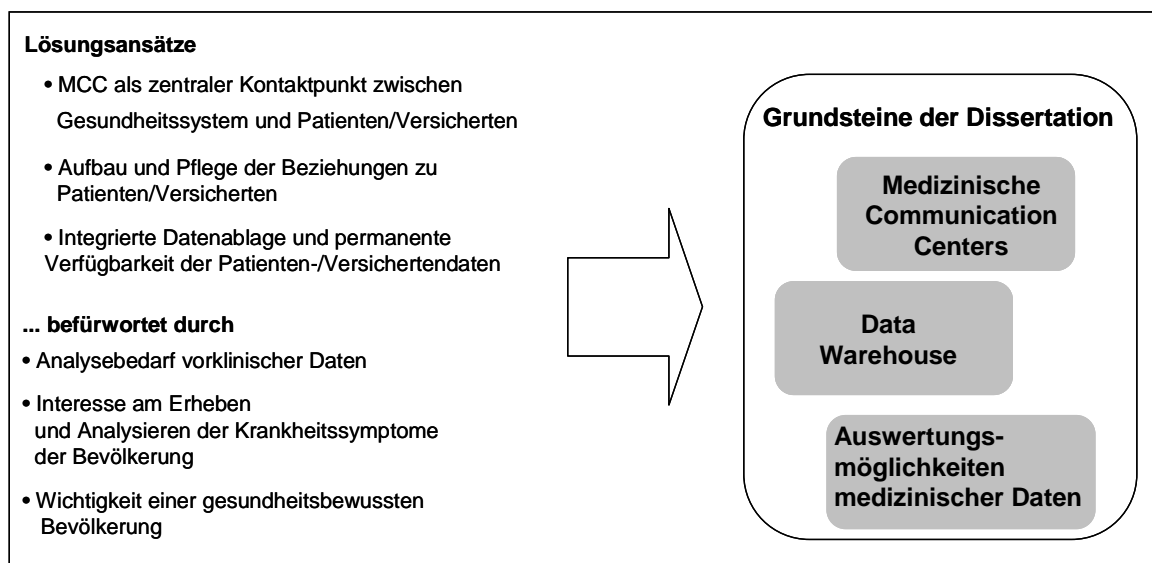 Lösungsansätze
• MCC als zentraler Kontaktpunkt zwischen
Gesundheitssystem und Patienten/Versicherten
• Aufbau und Pflege der Beziehungen zu
Patienten/Versicherten
• Integrierte Datenablage und permanente
Verfügbarkeit der Patienten-/Versichertendaten
... befürwortet durch
• Analysebedarf vorklinischer Daten
• Interesse am Erheben
und Analysieren der Krankheitssymptome
der Bevölkerung
• Wichtigkeit einer gesundheitsbewussten
Bevölkerung
Grundsteine der Dissertation
Medizinische
Communication
Centers
Data
Warehouse
Auswertungs-
möglichkeiten
medizinischer Daten